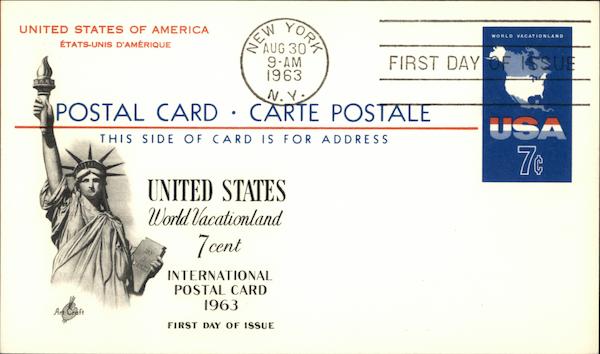 UNITED STATES OF AMERICA
ÉTATS-UNIS D'AMÉRIQUE
NEW YORK
AUG 30
9-AM
1963
N.Y.
FIRST DAY OF ISSUE
WORLD VACATIONLAND
USA
7¢
POSTAL CARD · CARTE POSTALE
THIS SIDE OF CARD IS FOR ADDRESS
UNITED STATES
World Vacationland
7 cent
INTERNATIONAL
POSTAL CARD
1963
FIRST DAY OF ISSUE
Art Craft